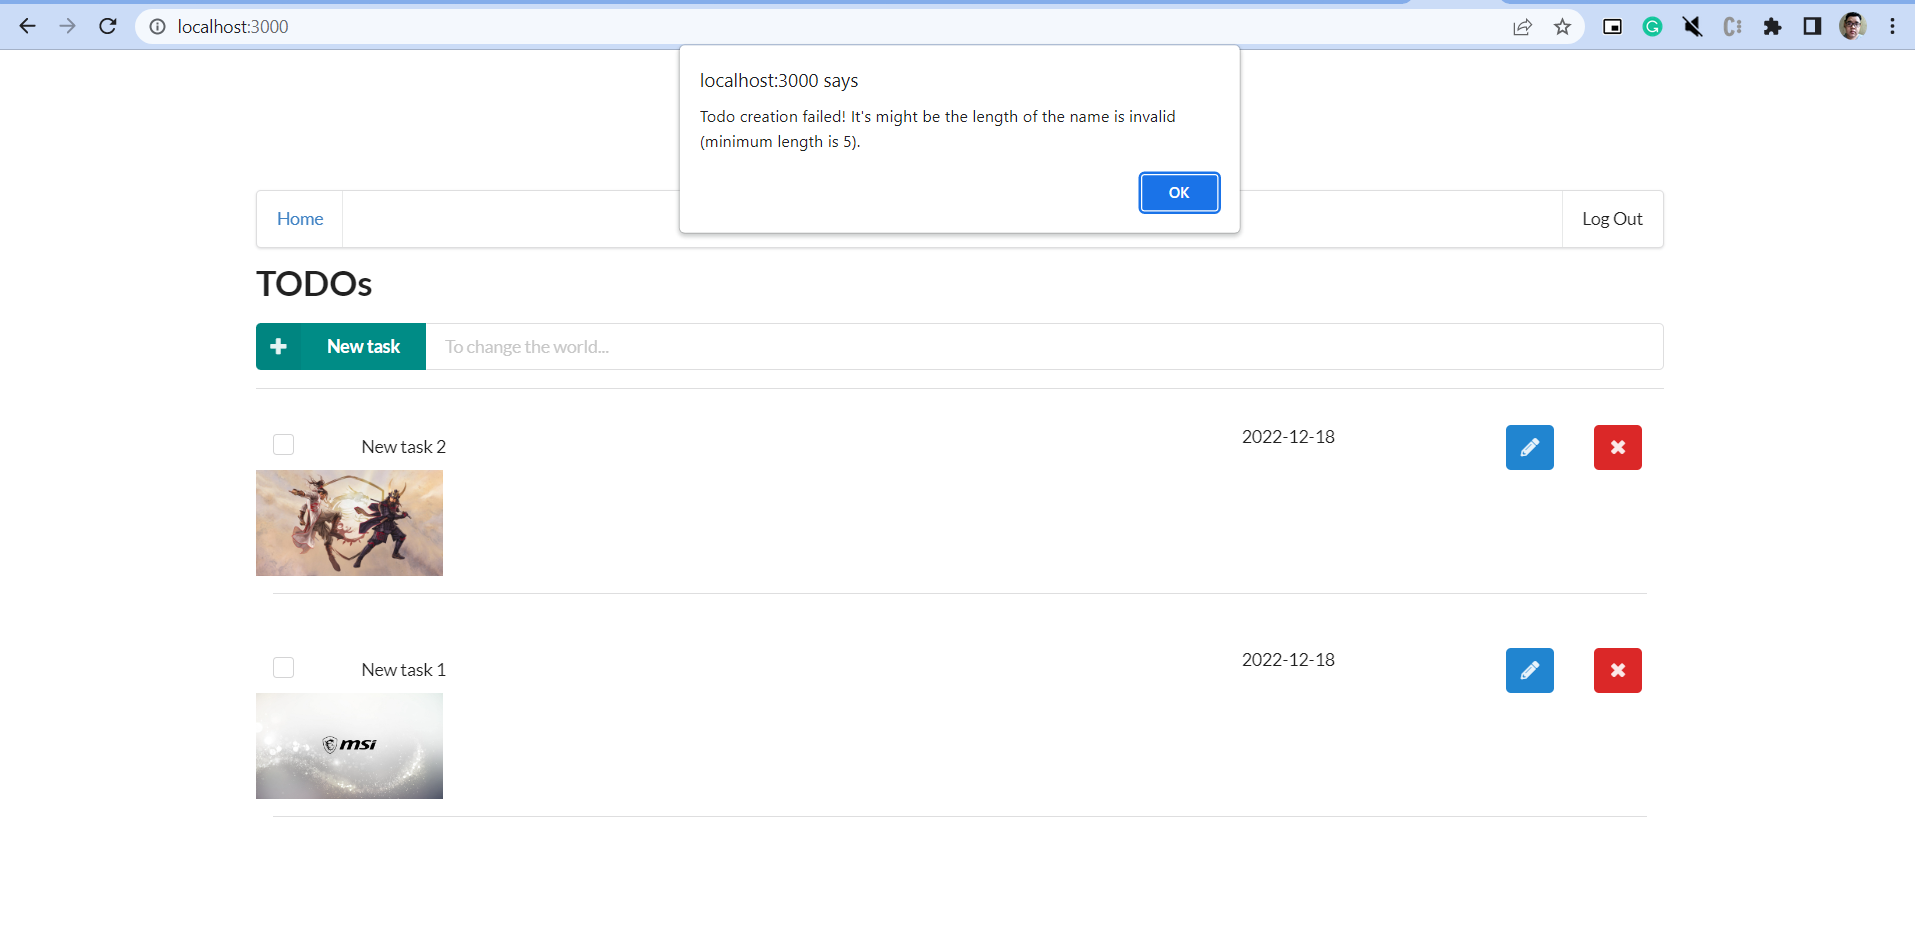 localhost:3000
localhost:3000 says
Todo creation failed! It's might be the length of the name is invalid
(minimum length is 5).
OK
Home
Log Out
TODOs
New task
To change the world...
New task 2
2022-12-18
New task 1
2022-12-18
msi